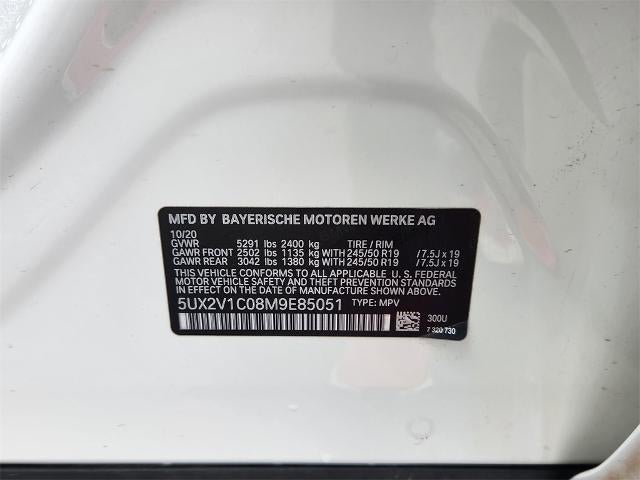 MFD BY BAYERISCHE MOTOREN WERKE AG
10/20
GVWR 5291 lbs 2400 kg TIRE / RIM
GAWR FRONT 2502 lbs 1135 kg WITH 245/50 R19 / 7.5J x 19
GAWR REAR 3042 lbs 1380 kg WITH 245/50 R19 / 7.5J x 19
THIS VEHICLE CONFORMS TO ALL APPLICABLE U. S. FEDERAL
MOTOR VEHICLE SAFETY AND THEFT PREVENTION STANDARDS
IN EFFECT ON THE DATE OF MANUFACTURE SHOWN ABOVE.
5UX2V1C08M9E85051 TYPE: MPV
300U
7 320 730